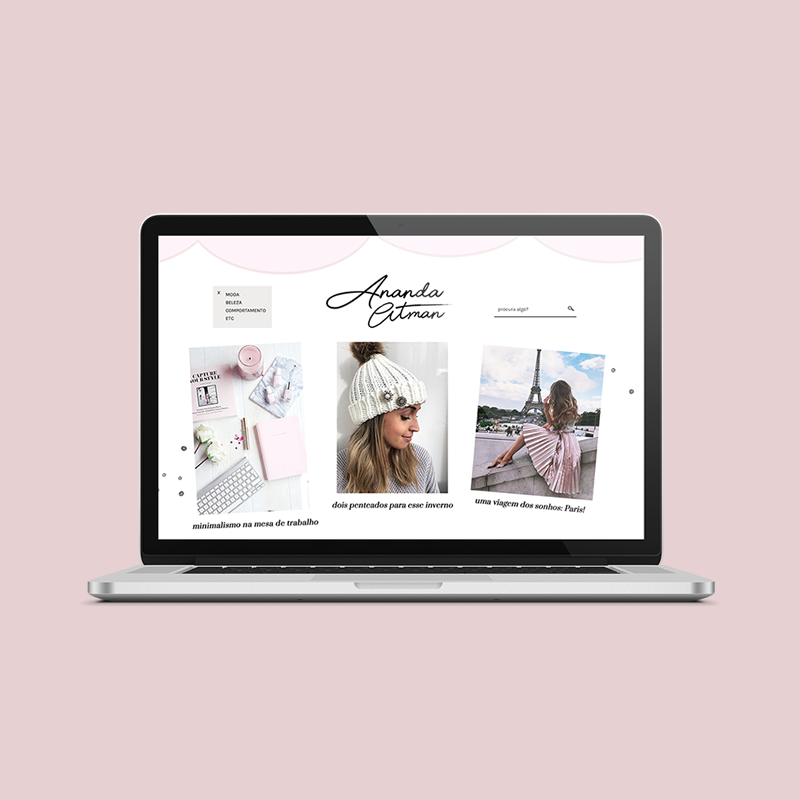 x MODA
BELEZA
COMPORTAMENTO
ETC
Ananda
Atman
procura algo?
CAPTURE
YOUR STYLE
minimalismo na mesa de trabalho
dois penteados para esse inverno
uma viagem dos sonhos: Paris!